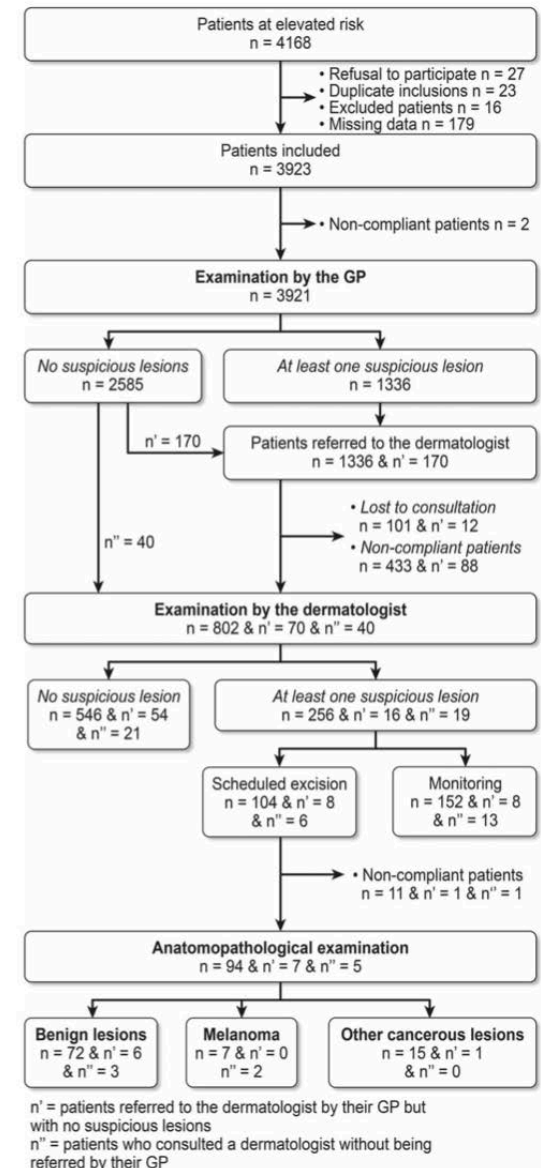 Patients at elevated risk
n = 4168
• Refusal to participate n = 27
• Duplicate inclusions n = 23
• Excluded patients n = 16
• Missing data n = 179
Patients included
n = 3923
• Non-compliant patients n = 2
Examination by the GP
n = 3921
No suspicious lesions
n = 2585
At least one suspicious lesion
n = 1336
n' = 170
Patients referred to the dermatologist
n = 1336 & n' = 170
• Lost to consultation
n = 101 & n' = 12
• Non-compliant patients
n = 433 & n' = 88
n" = 40
Examination by the dermatologist
n = 802 & n' = 70 & n" = 40
No suspicious lesion
n = 546 & n' = 54
& n" = 21
At least one suspicious lesion
n = 256 & n' = 16 & n" = 19
Scheduled excision
n = 104 & n' = 8
& n" = 6
Monitoring
n = 152 & n' = 8
& n" = 13
• Non-compliant patients
n = 11 & n' = 1 & n" = 1
Anatomopathological examination
n = 94 & n' = 7 & n" = 5
Benign lesions
n = 72 & n' = 6
& n" = 3
Melanoma
n = 7 & n' = 0
n" = 2
Other cancerous lesions
n = 15 & n' = 1
& n" = 0
n' = patients referred to the dermatologist by their GP but
with no suspicious lesions
n" = patients who consulted a dermatologist without being
referred by their GP